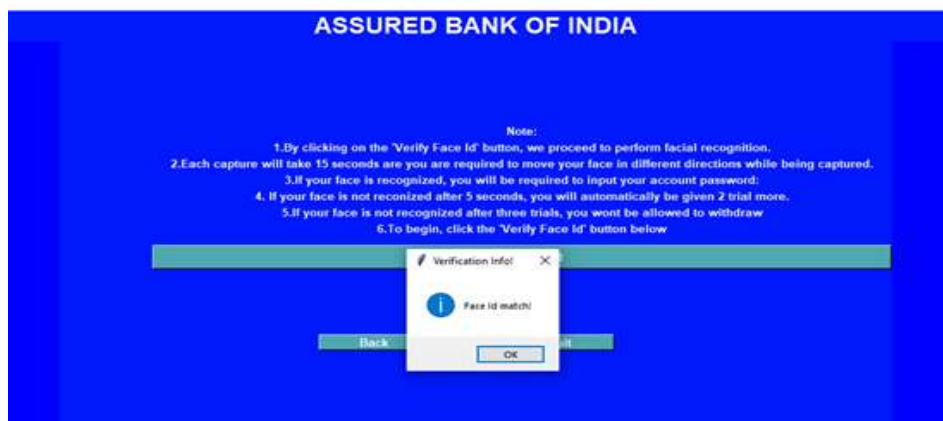 ASSURED BANK OF INDIA
Note:
1.By clicking on the 'Verify Face Id' button, we proceed to perform facial recognition.
2.Each capture will take 15 seconds are you are required to move your face in different directions while being captured.
3.If your face is recognized, you will be required to input your account password:
4. If your face is not reconized after 5 seconds, you will automatically be given 2 trial more.
5.If your face is not recognized after three trials, you wont be allowed to withdraw
6.To begin, click the 'Verify Face Id' button below
Verification Info!
Face Id match!
Back
OK